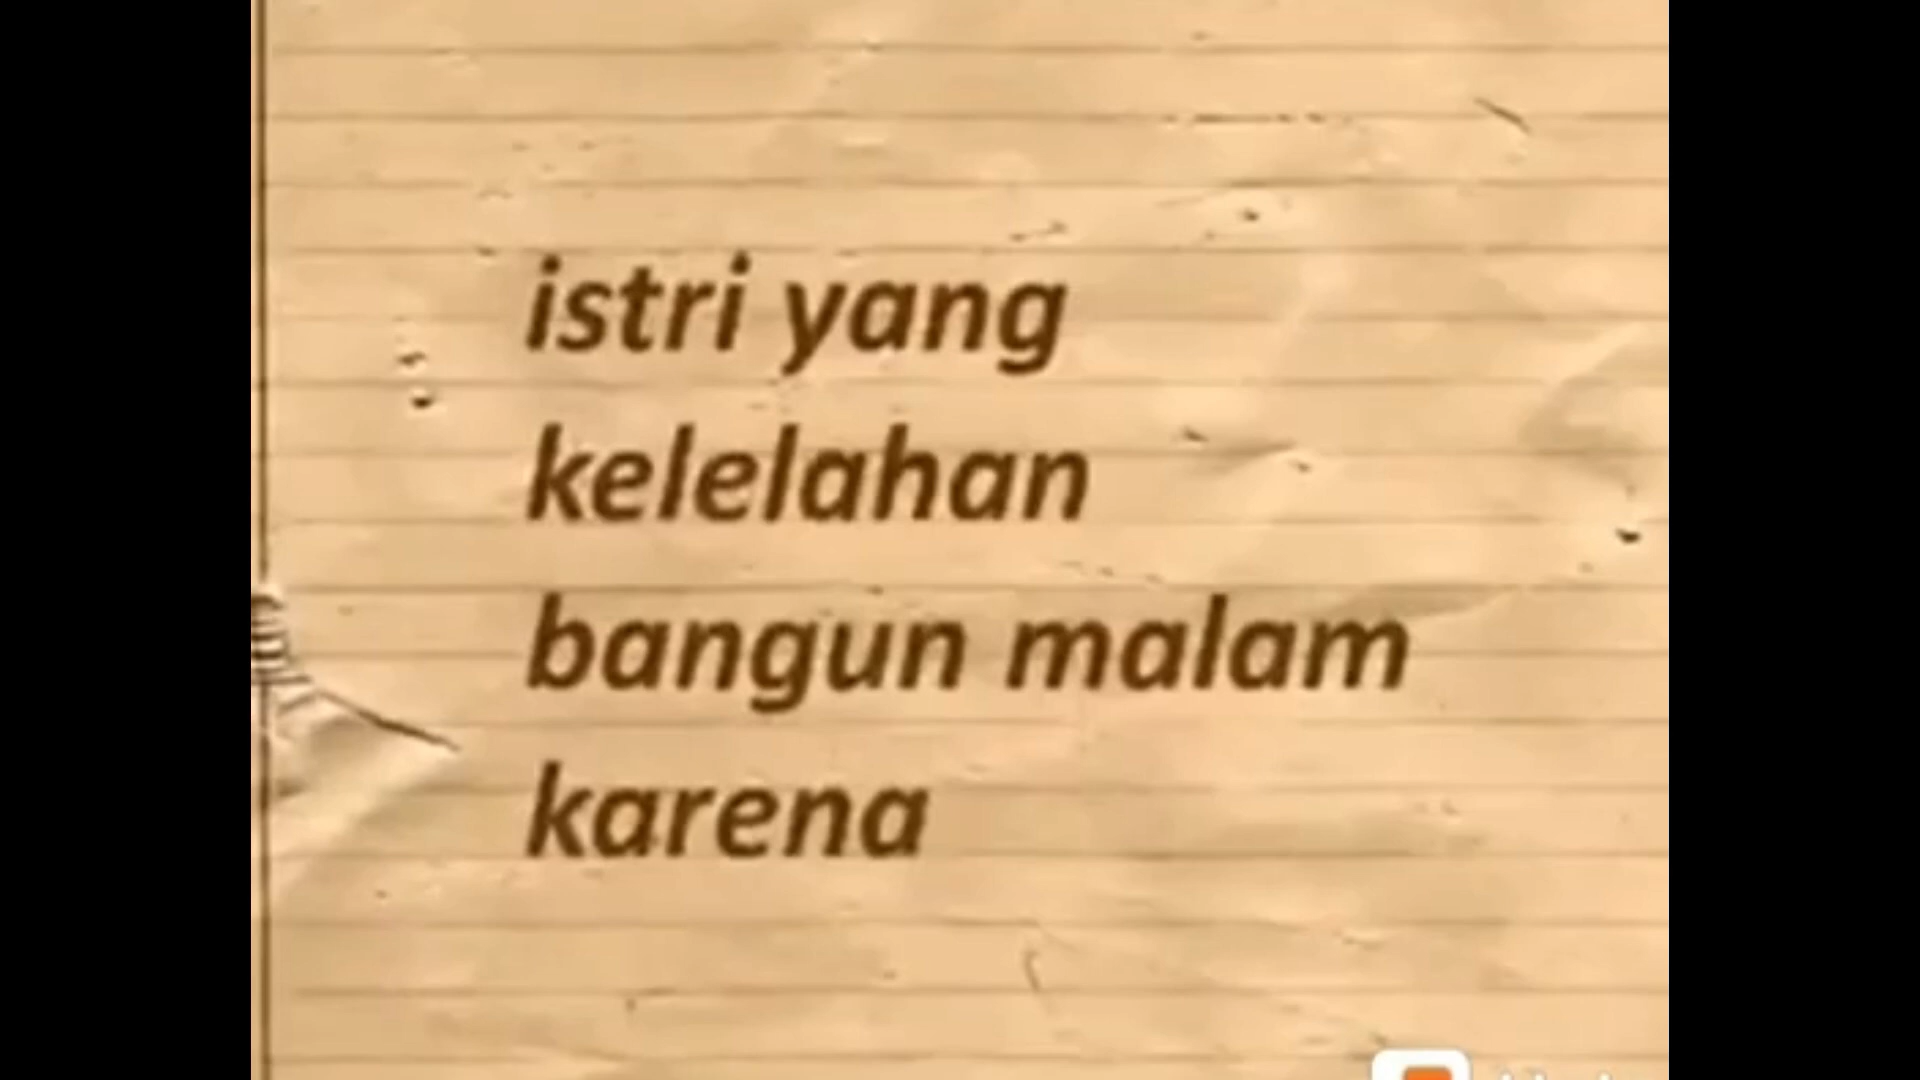 istri yang
kelelahan
bangun malam
karena